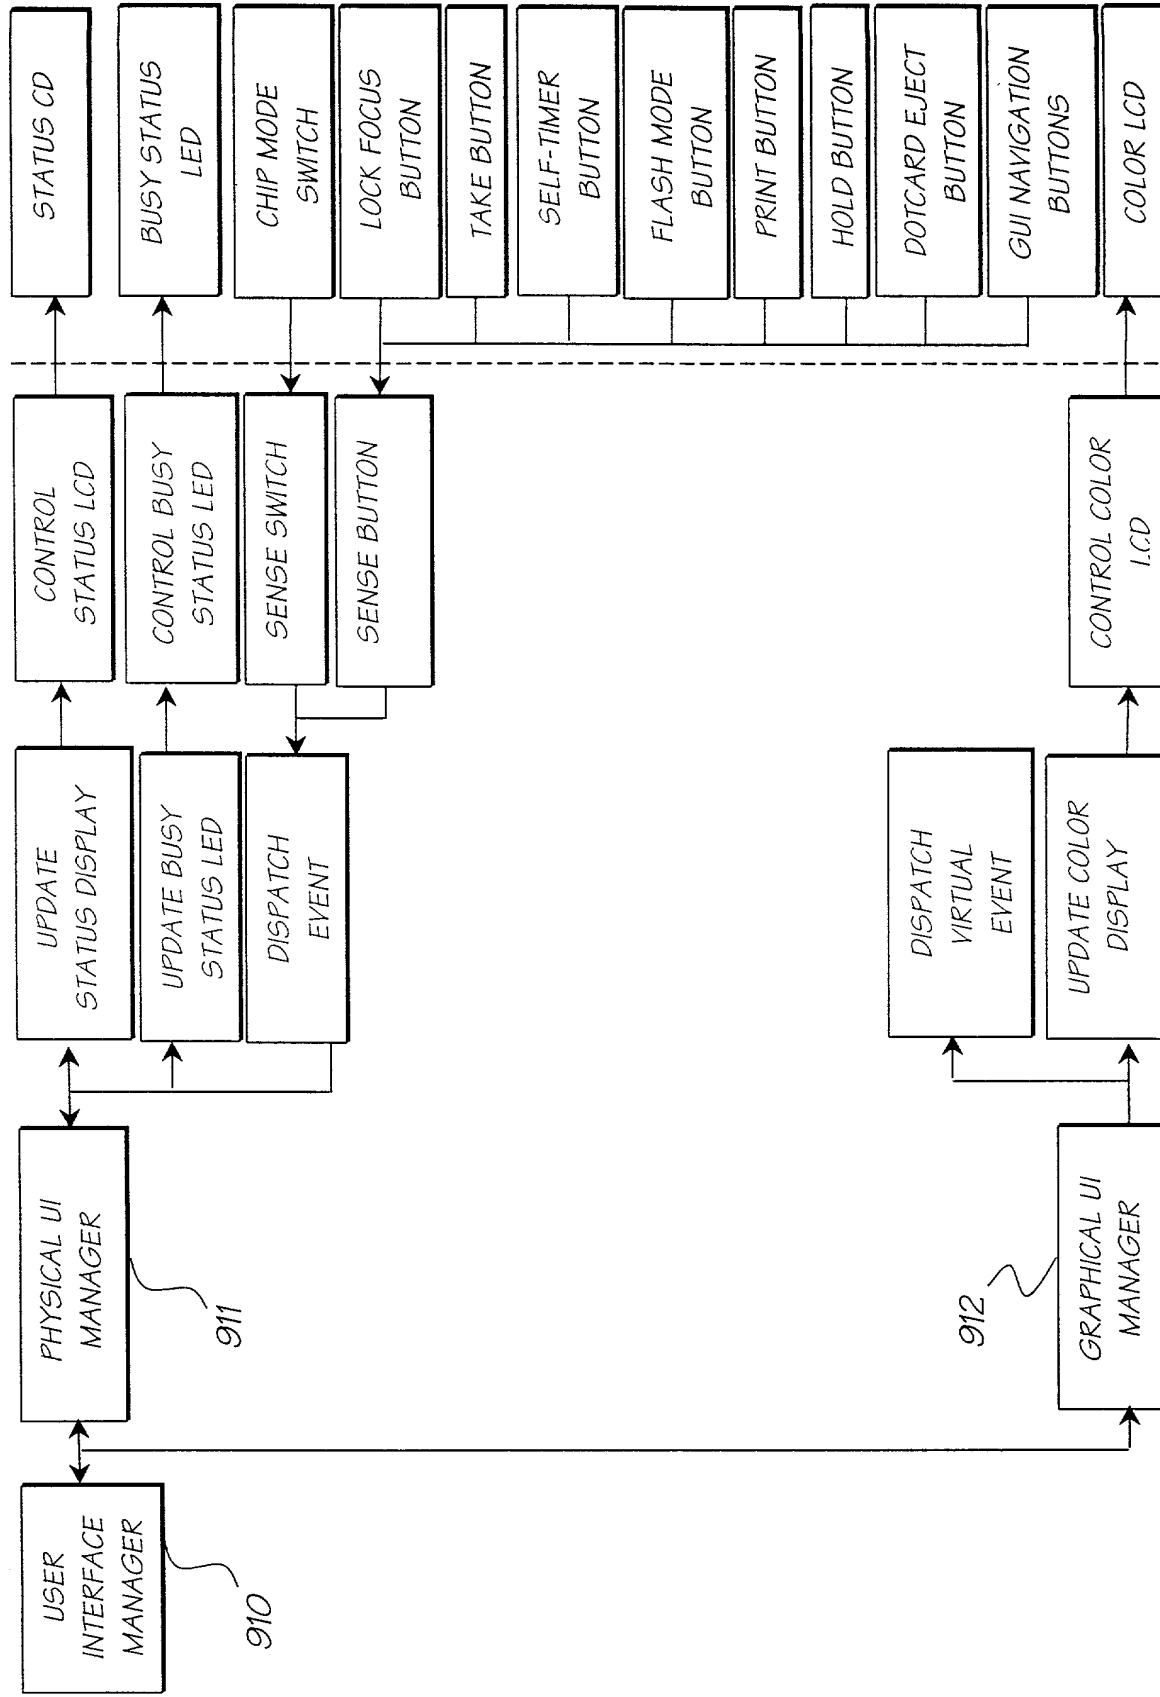 USER
INTERFACE
MANAGER
910
PHYSICAL UI
MANAGER
911
GRAPHICAL UI
MANAGER
912
UPDATE
STATUS DISPLAY
UPDATE BUSY
STATUS LED
DISPATCH
EVENT
DISPATCH
VIRTUAL
EVENT
UPDATE COLOR
DISPLAY
CONTROL
STATUS LCD
CONTROL BUSY
STATUS LED
SENSE SWITCH
SENSE BUTTON
CONTROL COLOR
LCD
STATUS CD
BUSY STATUS
LED
CHIP MODE
SWITCH
LOCK FOCUS
BUTTON
TAKE BUTTON
SELF-TIMER
BUTTON
FLASH MODE
BUTTON
PRINT BUTTON
HOLD BUTTON
DOTCARD EJECT
BUTTON
GUI NAVIGATION
BUTTONS
COLOR LCD